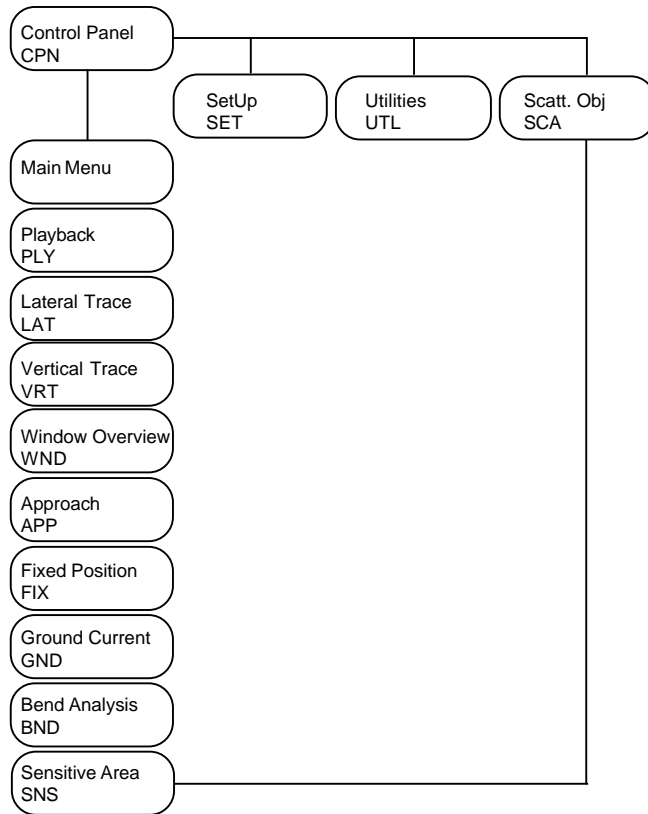 Control Panel
CPN
SetUp
SET
Utilities
UTL
Scatt. Obj
SCA
Main Menu
Playback
PLY
Lateral Trace
LAT
Vertical Trace
VRT
Window Overview
WND
Approach
APP
Fixed Position
FIX
Ground Current
GND
Bend Analysis
BND
Sensitive Area
SNS